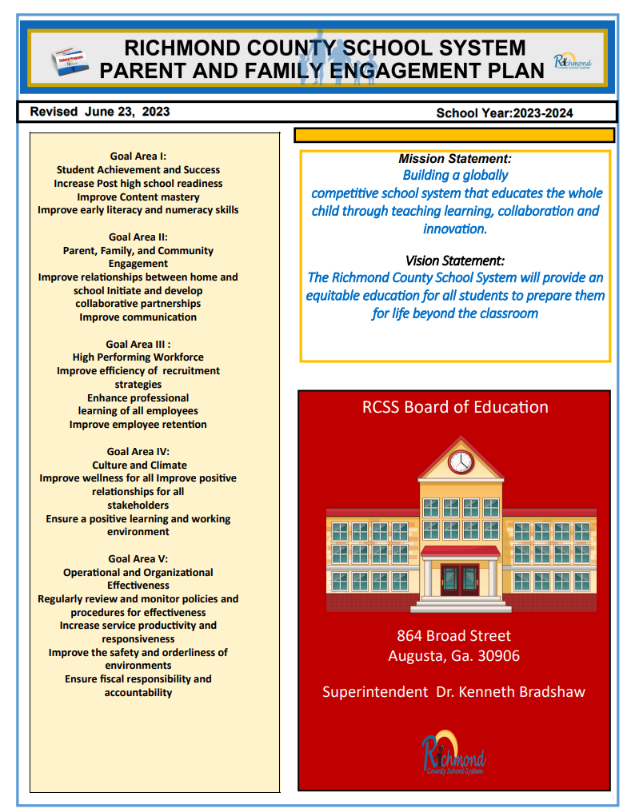 RICHMOND COUNTY SCHOOL SYSTEM
PARENT AND FAMILY ENGAGEMENT PLAN
Richmond
Revised June 23, 2023
School Year:2023-2024
Goal Area I:
Student Achievement and Success
Increase Post high school readiness
Improve Content mastery
Improve early literacy and numeracy skills
Goal Area II:
Parent, Family, and Community
Engagement
Improve relationships between home and
school Initiate and develop
collaborative partnerships
Improve communication
Goal Area III :
High Performing Workforce
Improve efficiency of recruitment
strategies
Enhance professional
learning of all employees
Improve employee retention
Goal Area IV:
Culture and Climate
Improve wellness for all Improve positive
relationships for all
stakeholders
Ensure a positive learning and working
environment
Goal Area V:
Operational and Organizational
Effectiveness
Regularly review and monitor policies and
procedures for effectiveness
Increase service productivity and
responsiveness
Improve the safety and orderliness of
environments
Ensure fiscal responsibility and
accountability
Mission Statement:
Building a globally
competitive school system that educates the whole
child through teaching learning, collaboration and
innovation.
Vision Statement:
The Richmond County School System will provide an
equitable education for all students to prepare them
for life beyond the classroom
RCSS Board of Education
864 Broad Street
Augusta, Ga. 30906
Superintendent Dr. Kenneth Bradshaw
Richmond
County School System